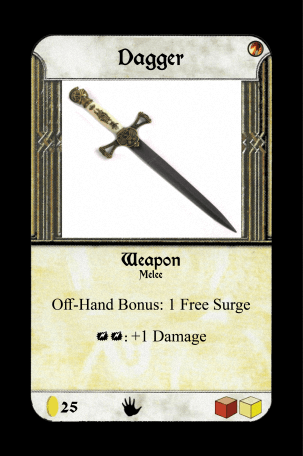 Dagger
Weapon
Melee
Off-Hand Bonus: 1 Free Surge
: +1 Damage
25